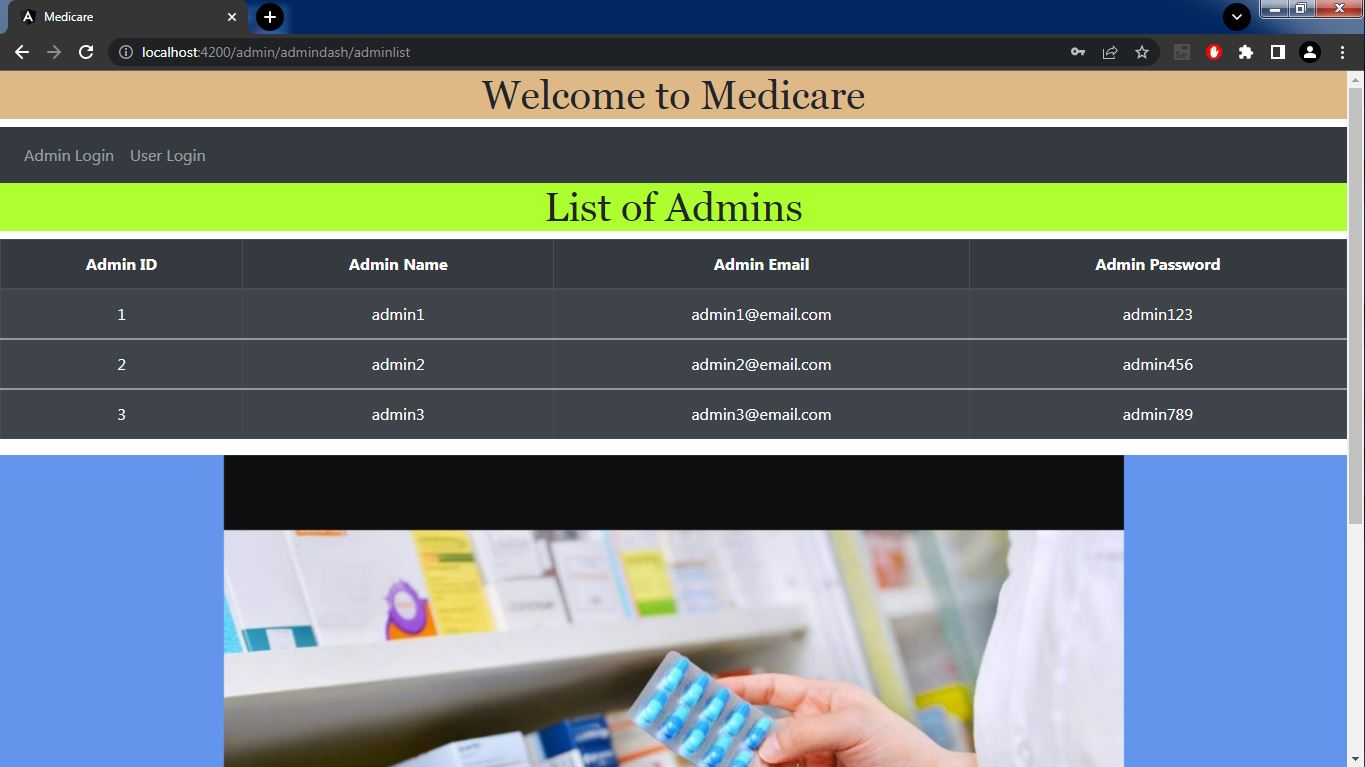 Medicare
localhost:4200/admin/admindash/adminlist
Welcome to Medicare
Admin Login User Login
List of Admins
Admin ID Admin Name Admin Email Admin Password
1 admin1 admin1@email.com admin123
2 admin2 admin2@email.com admin456
3 admin3 admin3@email.com admin789